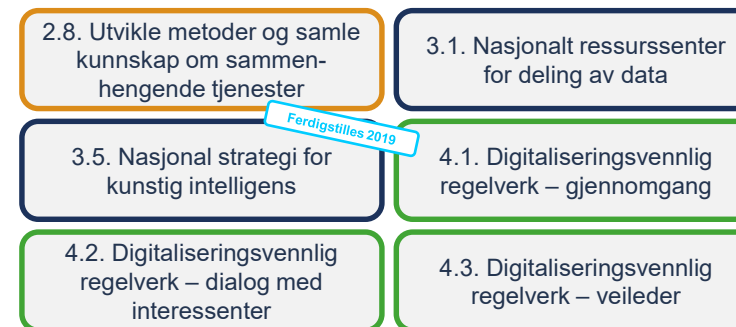 2.8. Utvikle metoder og samle
kunnskap om sammen-
hengende tjenester
3.1. Nasjonalt ressurssenter
for deling av data
Ferdigstilles 2019
3.5. Nasjonal strategi for
kunstig intelligens
4.1. Digitaliseringsvennlig
regelverk – gjennomgang
4.2. Digitaliseringsvennlig
regelverk – dialog med
interessenter
4.3. Digitaliseringsvennlig
regelverk – veileder